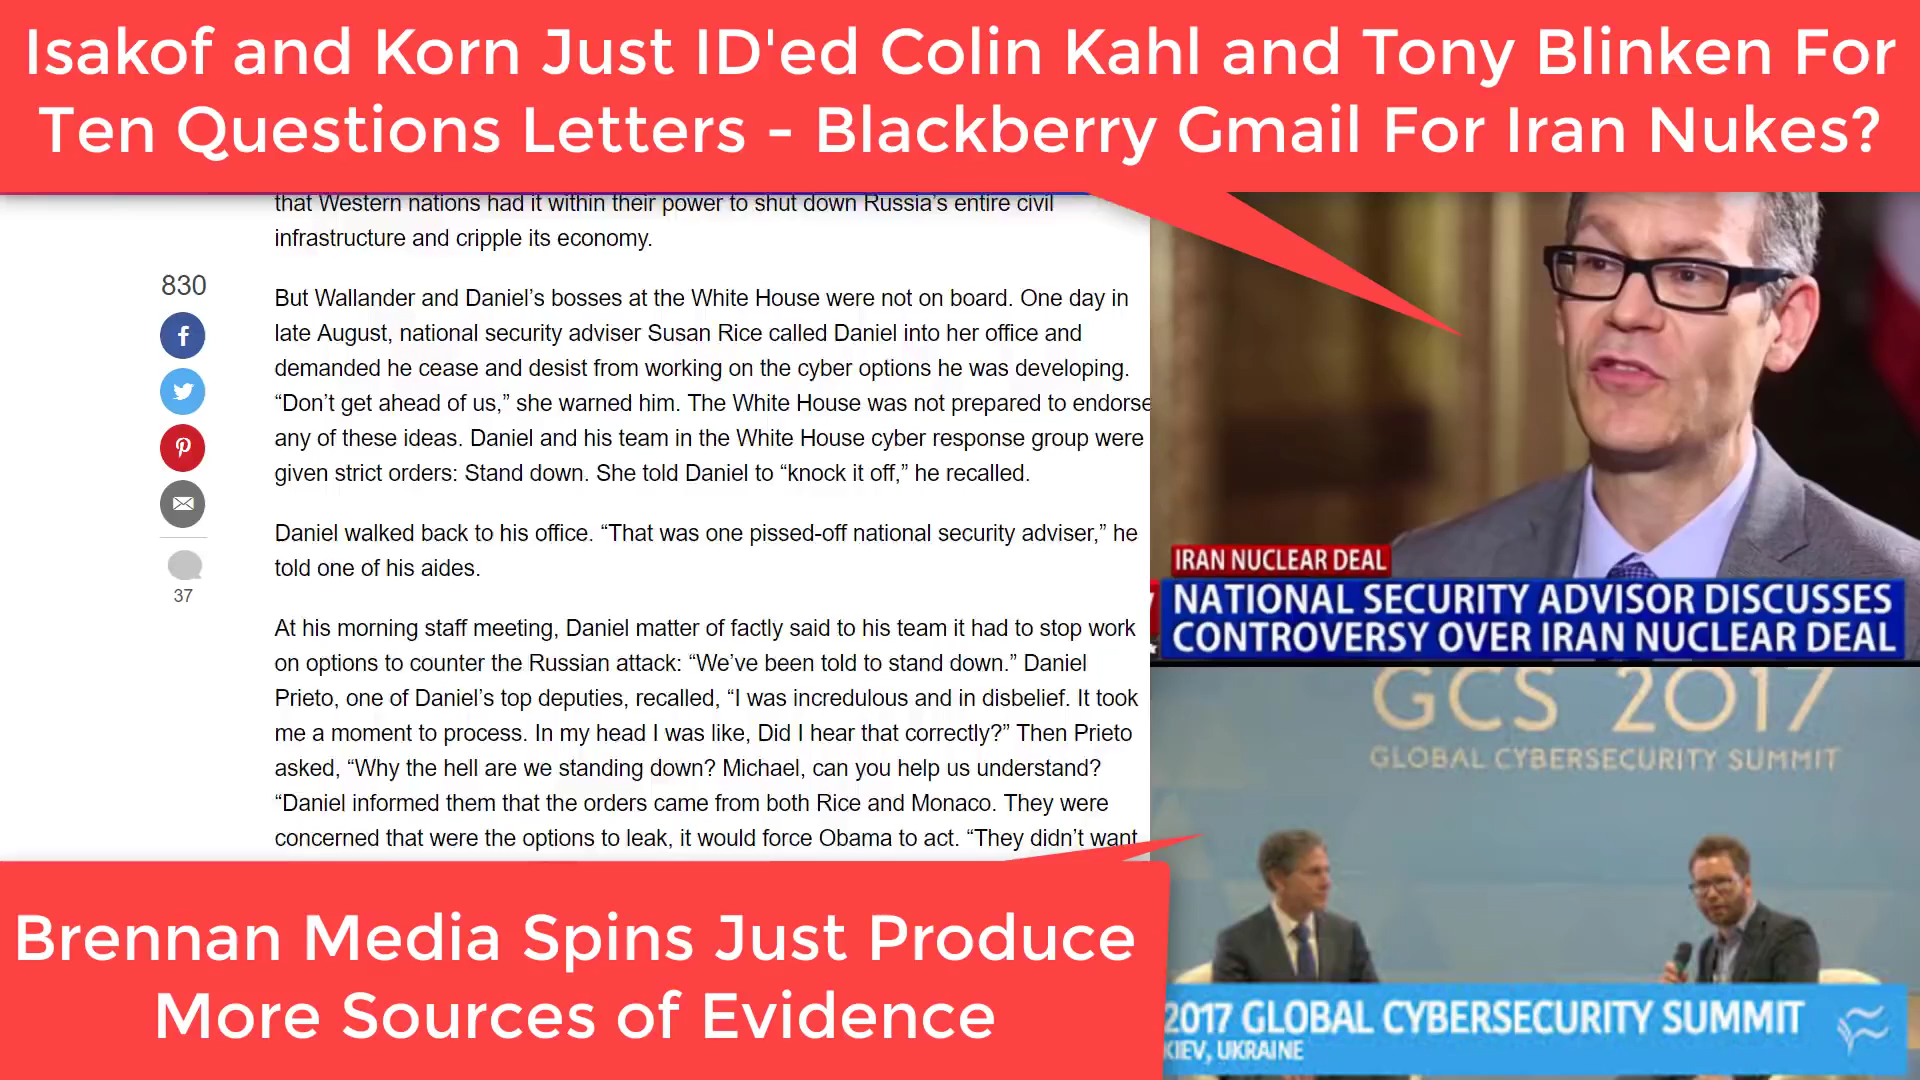 Isakof and Korn Just ID'ed Colin Kahl and Tony Blinken For
Ten Questions Letters - Blackberry Gmail For Iran Nukes?
that Western nations had it within their power to shut down Russia’s entire civil
infrastructure and cripple its economy.
830
But Wallander and Daniel’s bosses at the White House were not on board. One day in
late August, national security adviser Susan Rice called Daniel into her office and
demanded he cease and desist from working on the cyber options he was developing.
“Don’t get ahead of us,” she warned him. The White House was not prepared to endorse
any of these ideas. Daniel and his team in the White House cyber response group were
given strict orders: Stand down. She told Daniel to “knock it off,” he recalled.
Daniel walked back to his office. “That was one pissed-off national security adviser,” he
told one of his aides.
37
At his morning staff meeting, Daniel matter of factly said to his team it had to stop work
on options to counter the Russian attack: “We’ve been told to stand down.” Daniel
Prieto, one of Daniel’s top deputies, recalled, “I was incredulous and in disbelief. It took
me a moment to process. In my head I was like, Did I hear that correctly?” Then Prieto
asked, “Why the hell are we standing down? Michael, can you help us understand?
“Daniel informed them that the orders came from both Rice and Monaco. They were
concerned that were the options to leak, it would force Obama to act. “They didn’t want
IRAN NUCLEAR DEAL
NATIONAL SECURITY ADVISOR DISCUSSES
CONTROVERSY OVER IRAN NUCLEAR DEAL
GCS 2017
GLOBAL CYBERSECURITY SUMMIT
2017 GLOBAL CYBERSECURITY SUMMIT
KIEV, UKRAINE
Brennan Media Spins Just Produce
More Sources of Evidence